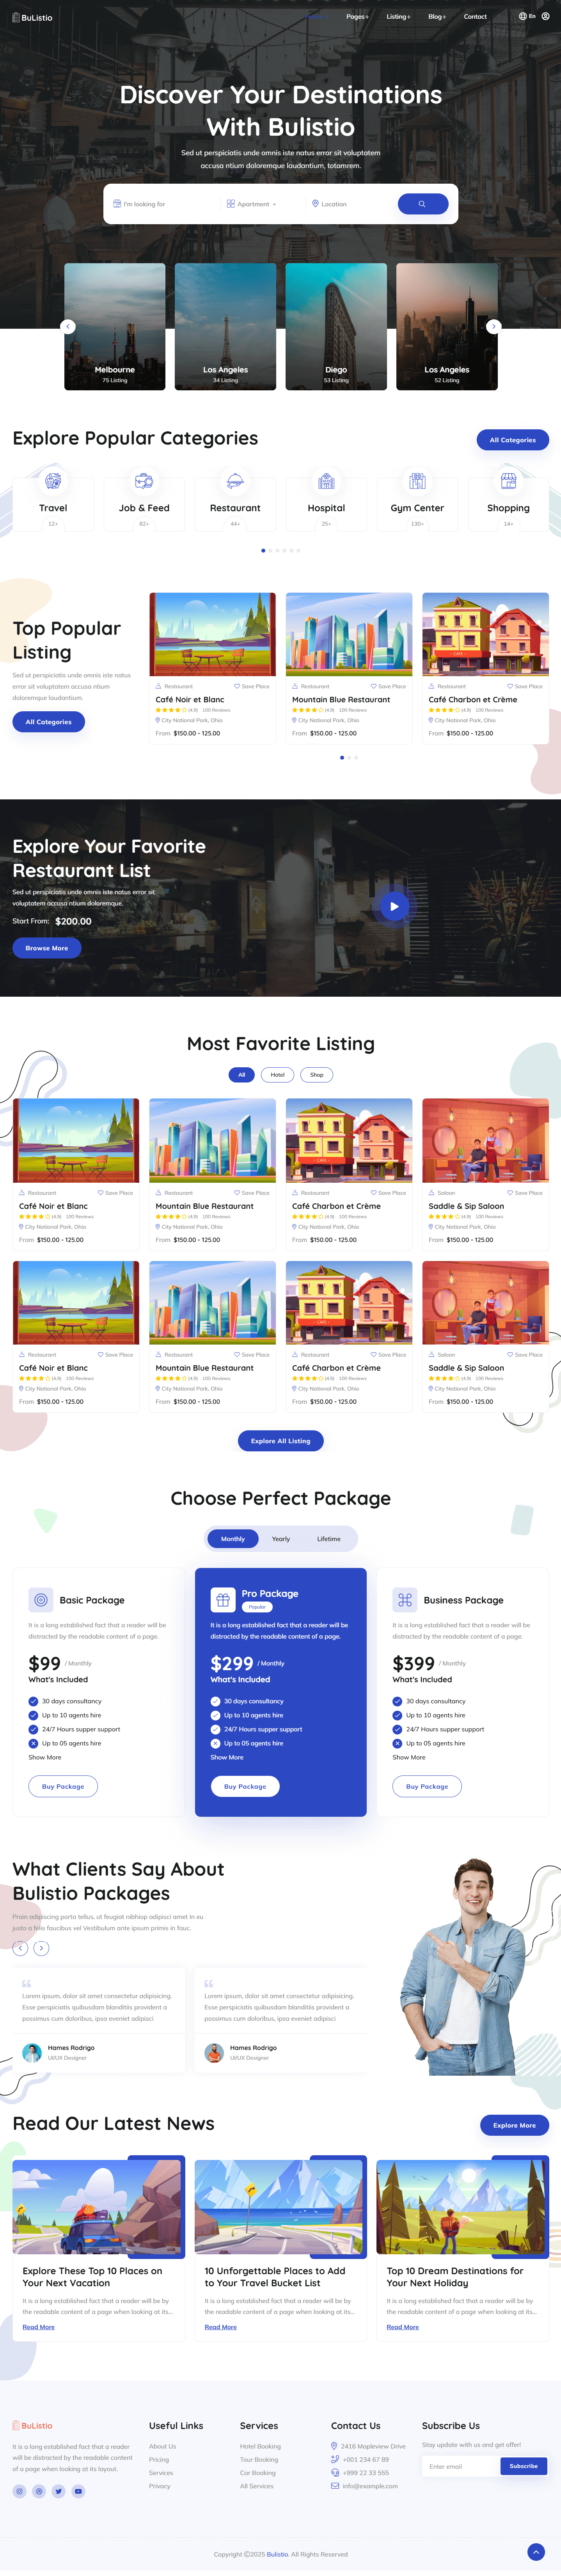 BuListio
Pages+ Listing+ Blog+ Contact En
Discover Your Destinations
With Bulistio
Sed ut perspiciatis unde omnis iste natus error sit voluptatem
accusa ntium doloremque laudantium, totamrem.
I'm looking for Apartment Location
Melbourne
75 Listing
Los Angeles
34 Listing
Diego
53 Listing
Los Angeles
52 Listing
Explore Popular Categories
All Categories
Travel Job & Feed Restaurant Hospital Gym Center Shopping
12+ 82+ 44+ 25+ 130+ 14+
Top Popular
Listing
Sed ut perspiciatis unde omnis iste natus
error sit voluptatem accusa ntium
doloremque laudantium.
All Categories
Restaurant Save Place
Café Noir et Blanc
(4.9) 100 Reviews
City National Park, Ohio
From $150.00 - 125.00
Restaurant Save Place
Mountain Blue Restaurant
(4.9) 100 Reviews
City National Park, Ohio
From $150.00 - 125.00
Restaurant Save Place
Café Charbon et Crème
(4.9) 100 Reviews
City National Park, Ohio
From $150.00 - 125.00
CAFE
Explore Your Favorite
Restaurant List
Sed ut perspiciatis unde omnis iste natus error sit
voluptatem accusa ntium doloremque.
Start From: $200.00
Browse More
Most Favorite Listing
All Hotel Shop
Restaurant Save Place
Café Noir et Blanc
(4.9) 100 Reviews
City National Park, Ohio
From $150.00 - 125.00
Restaurant Save Place
Mountain Blue Restaurant
(4.9) 100 Reviews
City National Park, Ohio
From $150.00 - 125.00
CAFE
Restaurant Save Place
Café Charbon et Crème
(4.9) 100 Reviews
City National Park, Ohio
From $150.00 - 125.00
Saloon Save Place
Saddle & Sip Saloon
(4.9) 100 Reviews
City National Park, Ohio
From $150.00 - 125.00
Restaurant Save Place
Café Noir et Blanc
(4.9) 100 Reviews
City National Park, Ohio
From $150.00 - 125.00
Restaurant Save Place
Mountain Blue Restaurant
(4.9) 100 Reviews
City National Park, Ohio
From $150.00 - 125.00
CAFE
Restaurant Save Place
Café Charbon et Crème
(4.9) 100 Reviews
City National Park, Ohio
From $150.00 - 125.00
Saloon Save Place
Saddle & Sip Saloon
(4.9) 100 Reviews
City National Park, Ohio
From $150.00 - 125.00
Explore All Listing
Choose Perfect Package
Monthly Yearly Lifetime
Basic Package
It is a long established fact that a reader will be
distracted by the readable content of a page.
$99 / Monthly
What's Included
30 days consultancy
Up to 10 agents hire
24/7 Hours supper support
Up to 05 agents hire
Show More
Buy Package
Pro Package
Popular
It is a long established fact that a reader will be
distracted by the readable content of a page.
$299 / Monthly
What's Included
30 days consultancy
Up to 10 agents hire
24/7 Hours supper support
Up to 05 agents hire
Show More
Buy Package
Business Package
It is a long established fact that a reader will be
distracted by the readable content of a page.
$399 / Monthly
What's Included
30 days consultancy
Up to 10 agents hire
24/7 Hours supper support
Up to 05 agents hire
Show More
Buy Package
What Clients Say About
Bulistio Packages
Proin adipiscing porta tellus, ut feugiat nibhiop adipisci amet In eu
justo a felis faucibus vel Vestibulum ante ipsum primis in fauc.
Lorem ipsum, dolor sit amet consectetur adipisicing.
Esse perspiciatis quibusdam blanditiis provident a
possimus cum doloribus, ipsa eveniet adipisci
Hames Rodrigo
UI/UX Designer
Lorem ipsum, dolor sit amet consectetur adipisicing.
Esse perspiciatis quibusdam blanditiis provident a
possimus cum doloribus, ipsa eveniet adipisci
Hames Rodrigo
UI/UX Designer
Read Our Latest News
Explore More
Explore These Top 10 Places on
Your Next Vacation
It is a long established fact that a reader will be by
the readable content of a page when looking at its...
Read More
10 Unforgettable Places to Add
to Your Travel Bucket List
It is a long established fact that a reader will be by
the readable content of a page when looking at its...
Read More
Top 10 Dream Destinations for
Your Next Holiday
It is a long established fact that a reader will be by
the readable content of a page when looking at its...
Read More
BuListio
It is a long established fact that a reader
will be distracted by the readable content
of a page when looking at its layout.
Useful Links
About Us
Pricing
Services
Privacy
Services
Hotel Booking
Tour Booking
Car Booking
All Services
Contact Us
2416 Mapleview Drive
+001 234 67 89
+999 22 33 555
info@example.com
Subscribe Us
Stay update with us and get offer!
Enter email Subscribe
Copyright ©2025 Bulistio. All Rights Reserved